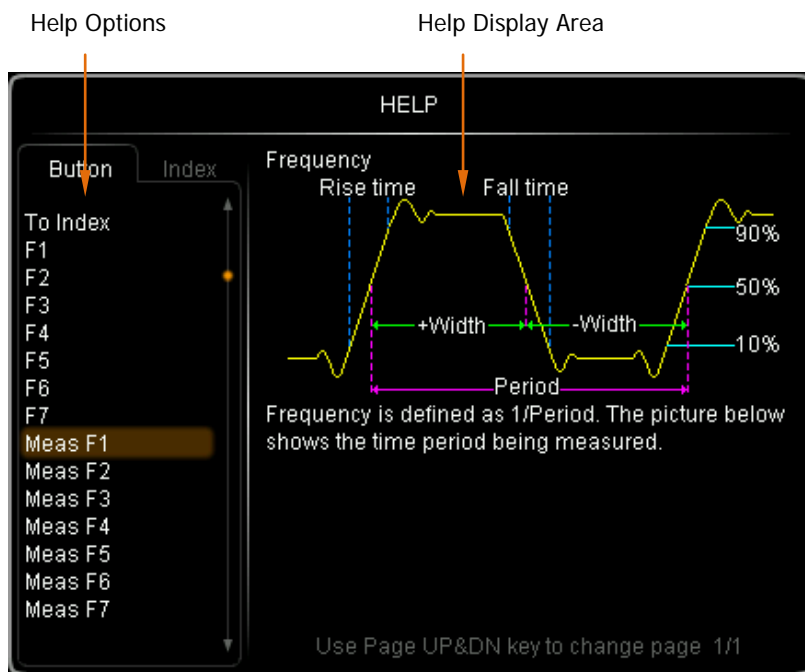 Help Options
Help Display Area
HELP
Button
Index
To Index
F1
F2
F3
F4
F5
F6
F7
Meas F1
Meas F2
Meas F3
Meas F4
Meas F5
Meas F6
Meas F7
Frequency
Rise time
Fall time
90%
50%
10%
+Width
-Width
Period
Frequency is defined as 1/Period. The picture below
shows the time period being measured.
Use Page UP&DN key to change page 1/1